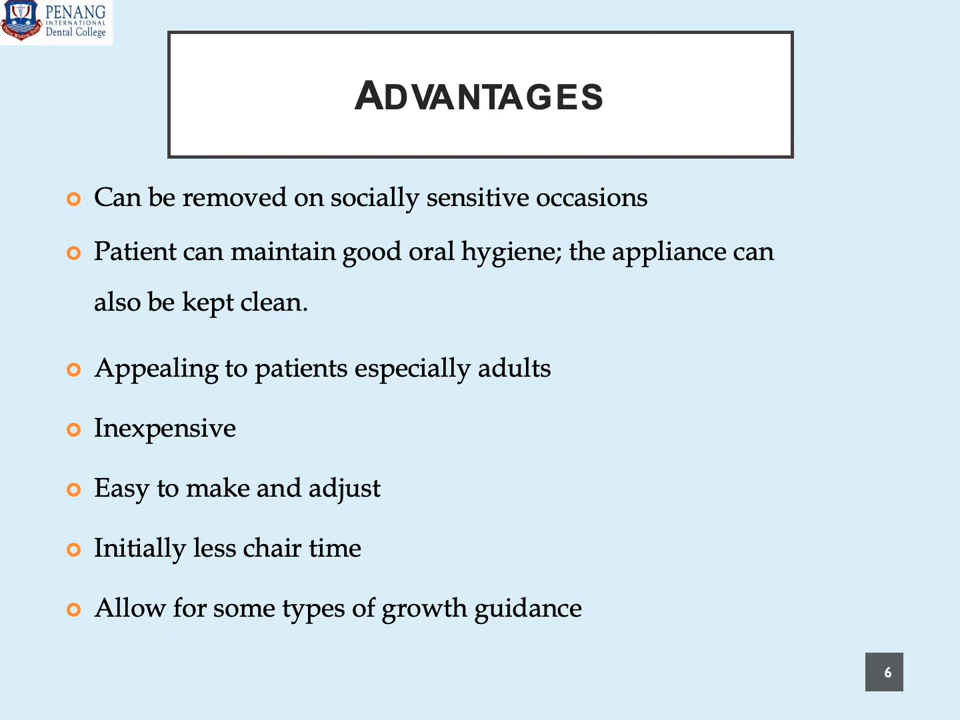 PENANG
INTERNATIONAL
Dental College
ADVANTAGES
Can be removed on socially sensitive occasions
Patient can maintain good oral hygiene; the appliance can
also be kept clean.
Appealing to patients especially adults
Inexpensive
Easy to make and adjust
Initially less chair time
Allow for some types of growth guidance
6